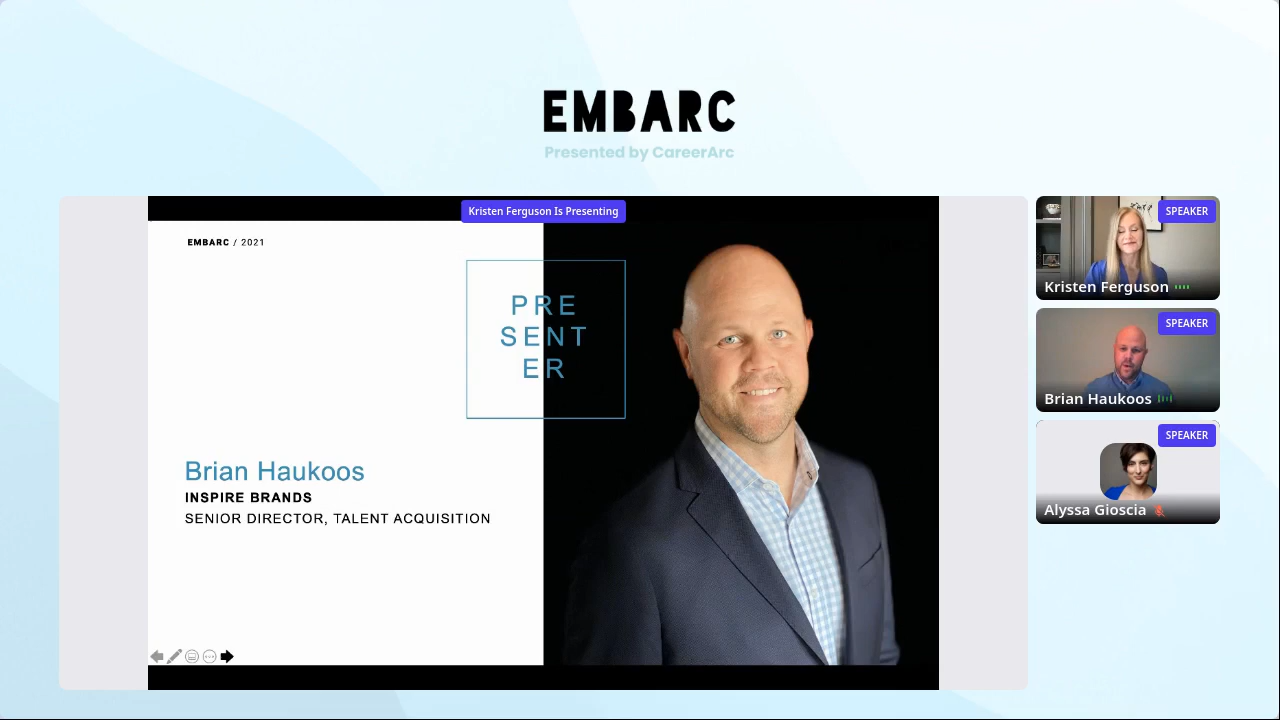 EMBARC
Presented by CareerArc
Kristen Ferguson Is Presenting
EMBARC / 2021
PRE
SENT
ER
Brian Haukoos
INSPIRE BRANDS
SENIOR DIRECTOR, TALENT ACQUISITION
SPEAKER
Kristen Ferguson
SPEAKER
Brian Haukoos
SPEAKER
Alyssa Gioscia